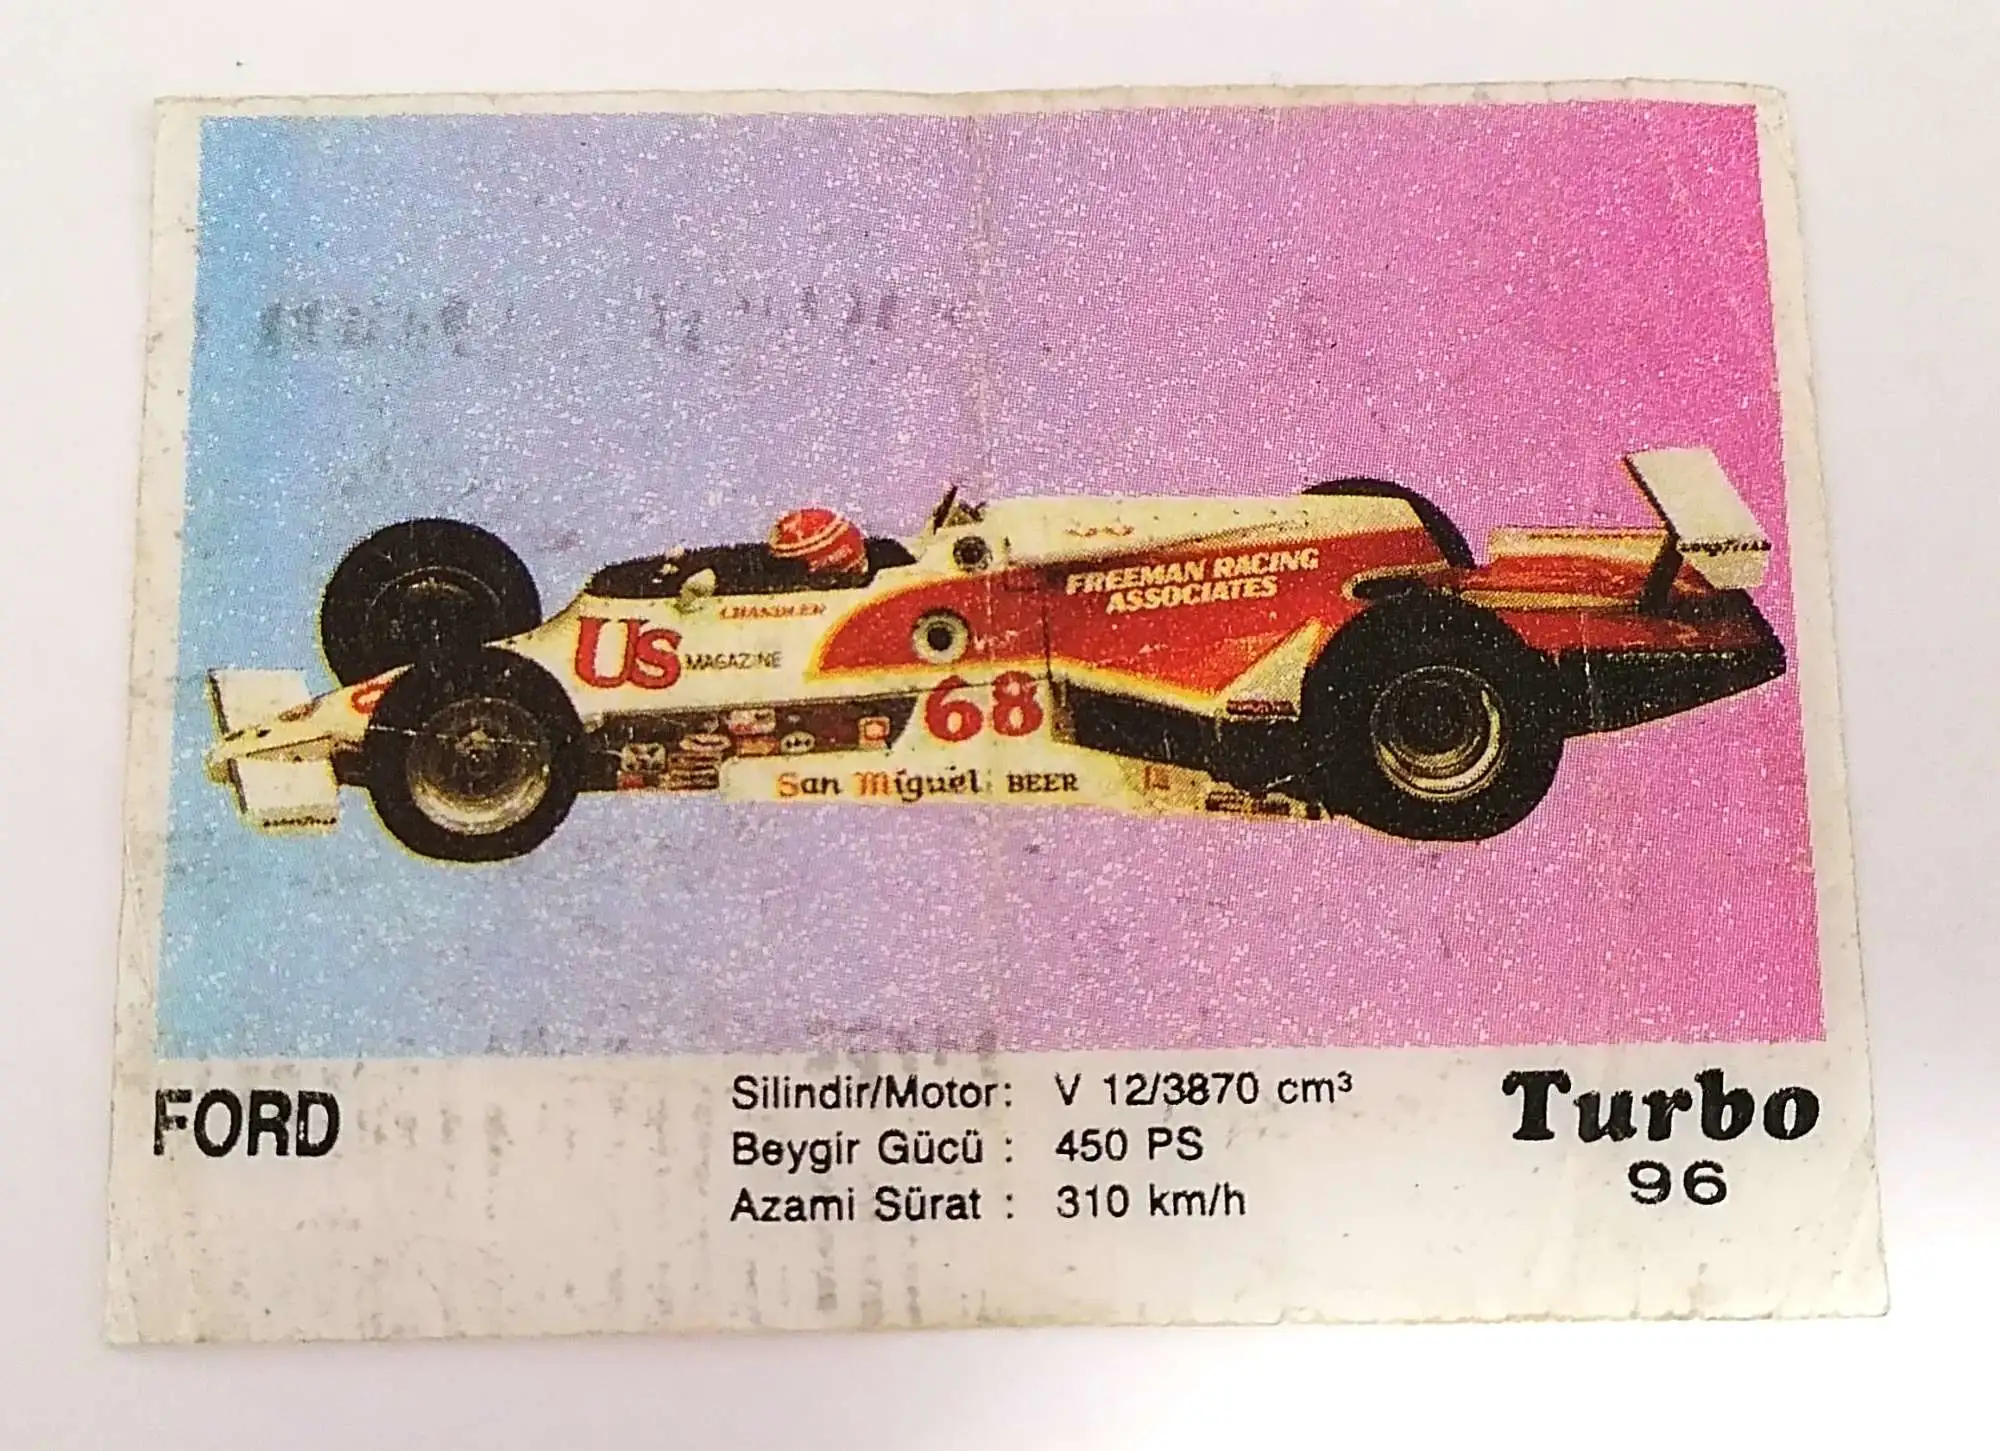 CHANDLER
US MAGAZINE
FREEMAN RACING
ASSOCIATES
68
San Miguel BEER
FORD
Silindir/Motor: V 12/3870 cm³
Beygir Gücü : 450 PS
Azami Sürat : 310 km/h
Turbo
96